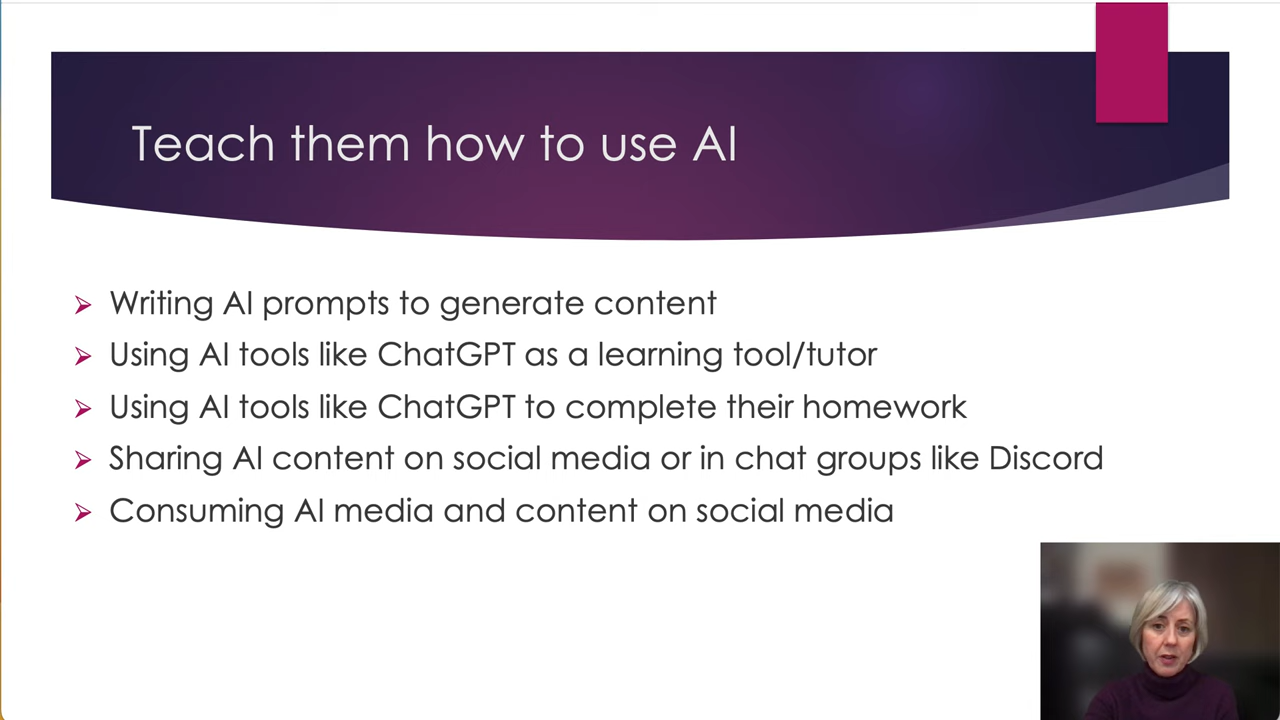 Teach them how to use AI
Writing AI prompts to generate content
Using AI tools like ChatGPT as a learning tool/tutor
Using AI tools like ChatGPT to complete their homework
Sharing AI content on social media or in chat groups like Discord
Consuming AI media and content on social media